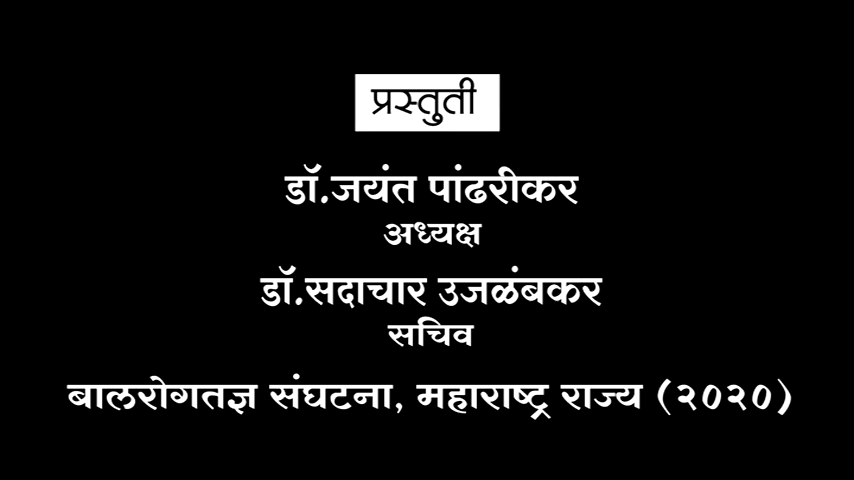 प्रस्तुती
डॉ.जयंत पांढरीकर
अध्यक्ष
डॉ.सदाचार उजळंबकर
सचिव
बालरोगतज्ञ संघटना, महाराष्ट्र राज्य (२०२०)